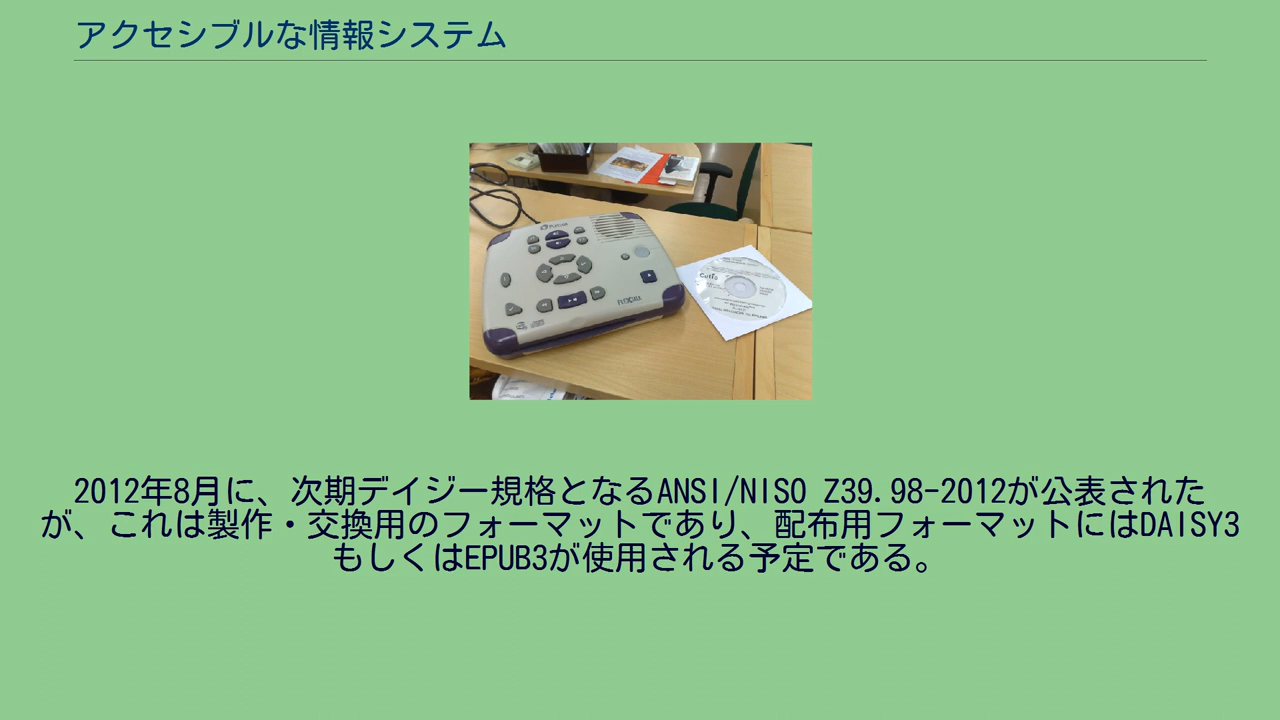 アクセシブルな情報システム
2012年8月に、次期デイジー規格となるANSI/NISO Z39.98-2012が公表された
が、これは製作・交換用のフォーマットであり、配布用フォーマットにはDAISY3
もしくはEPUB3が使用される予定である。